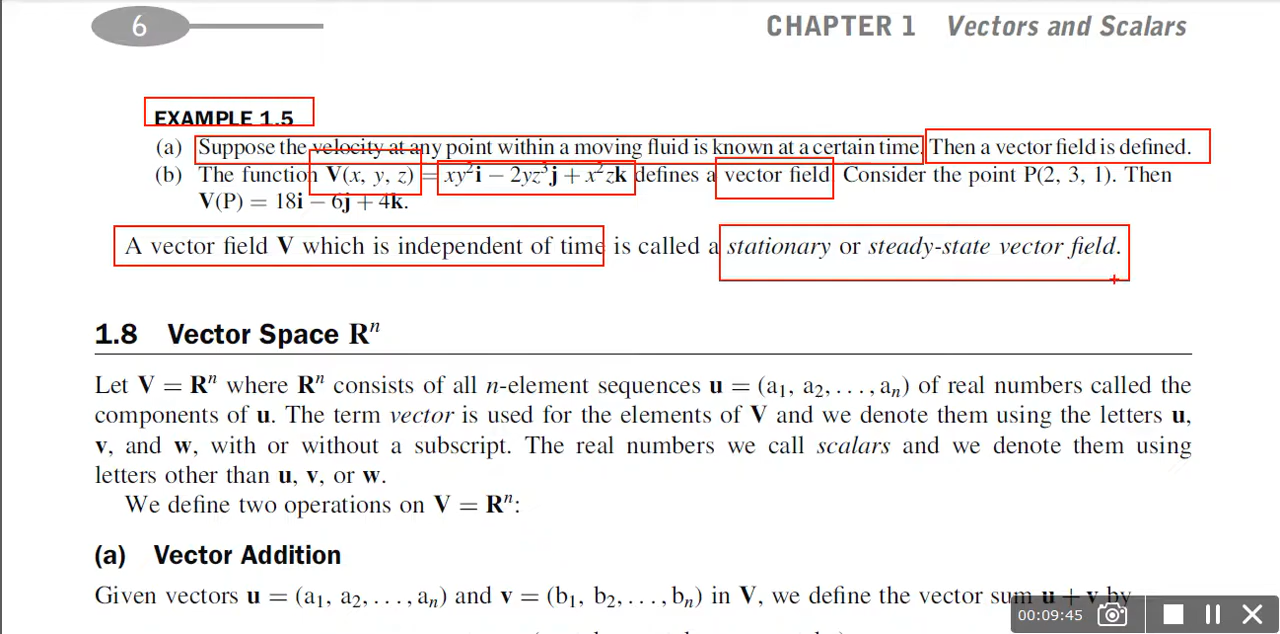 6
CHAPTER 1 Vectors and Scalars
EXAMPLE 1.5
(a) Suppose the velocity at any point within a moving fluid is known at a certain time. Then a vector field is defined.
(b) The function V(x, y, z) = xy²i − 2yz³j + x²zk defines a vector field. Consider the point P(2, 3, 1). Then
V(P) = 18i − 6j + 4k.
A vector field V which is independent of time is called a stationary or steady-state vector field.
1.8 Vector Space Rⁿ
Let V = Rⁿ where Rⁿ consists of all n-element sequences u = (a₁, a₂, . . . , aₙ) of real numbers called the
components of u. The term vector is used for the elements of V and we denote them using the letters u,
v, and w, with or without a subscript. The real numbers we call scalars and we denote them using
letters other than u, v, or w.
We define two operations on V = Rⁿ:
(a) Vector Addition
Given vectors u = (a₁, a₂, . . . , aₙ) and v = (b₁, b₂, . . . , bₙ) in V, we define the vector sum u + v by
00:09:45